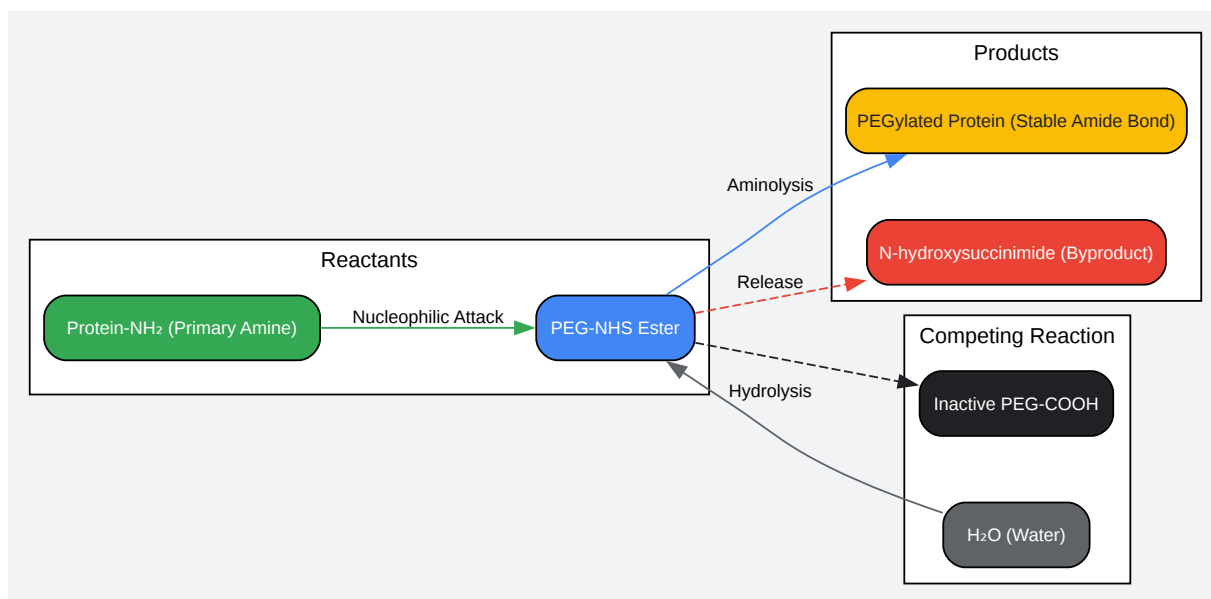 Products
PEGylated Protein (Stable Amide Bond)
Aminolysis
N-hydroxysuccinimide (Byproduct)
Reactants
Release
Protein-NH₂ (Primary Amine)
Nucleophilic Attack
PEG-NHS Ester
Competing Reaction
Hydrolysis
Inactive PEG-COOH
H₂O (Water)